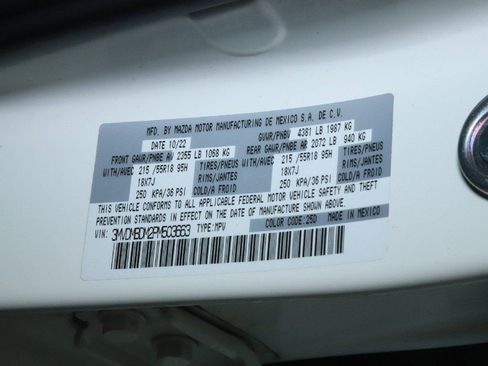 MFD. BY MAZDA MOTOR MANUFACTURING DE MEXICO S.A. DE C.V.
DATE 10/22 GVWR/PNBV 4381 LB 1987 KG
FRONT GAWR/PNBE AV 2355 LB 1068 KG REAR GAWR/PNBE AR 2072 LB 940 KG
WITH/AVEC 215 /55R18 95H TIRES/PNEUS WITH/AVEC 215 /55R18 95H TIRES/PNEUS
18X7J RIMS/JANTES 18X7J RIMS/JANTES
250 KPA/36 PSI COLD/A FROID 250 KPA/36 PSI COLD/A FROID
THIS VEHICLE CONFORMS TO ALL APPLICABLE FEDERAL MOTOR VEHICLE SAFETY AND THEFT
PREVENTION STANDARDS IN EFFECT ON THE DATE OF MANUFACTURE SHOWN ABOVE.
COLOR CODE:25D MADE IN MEXICO
VIN: TYPE:MPV